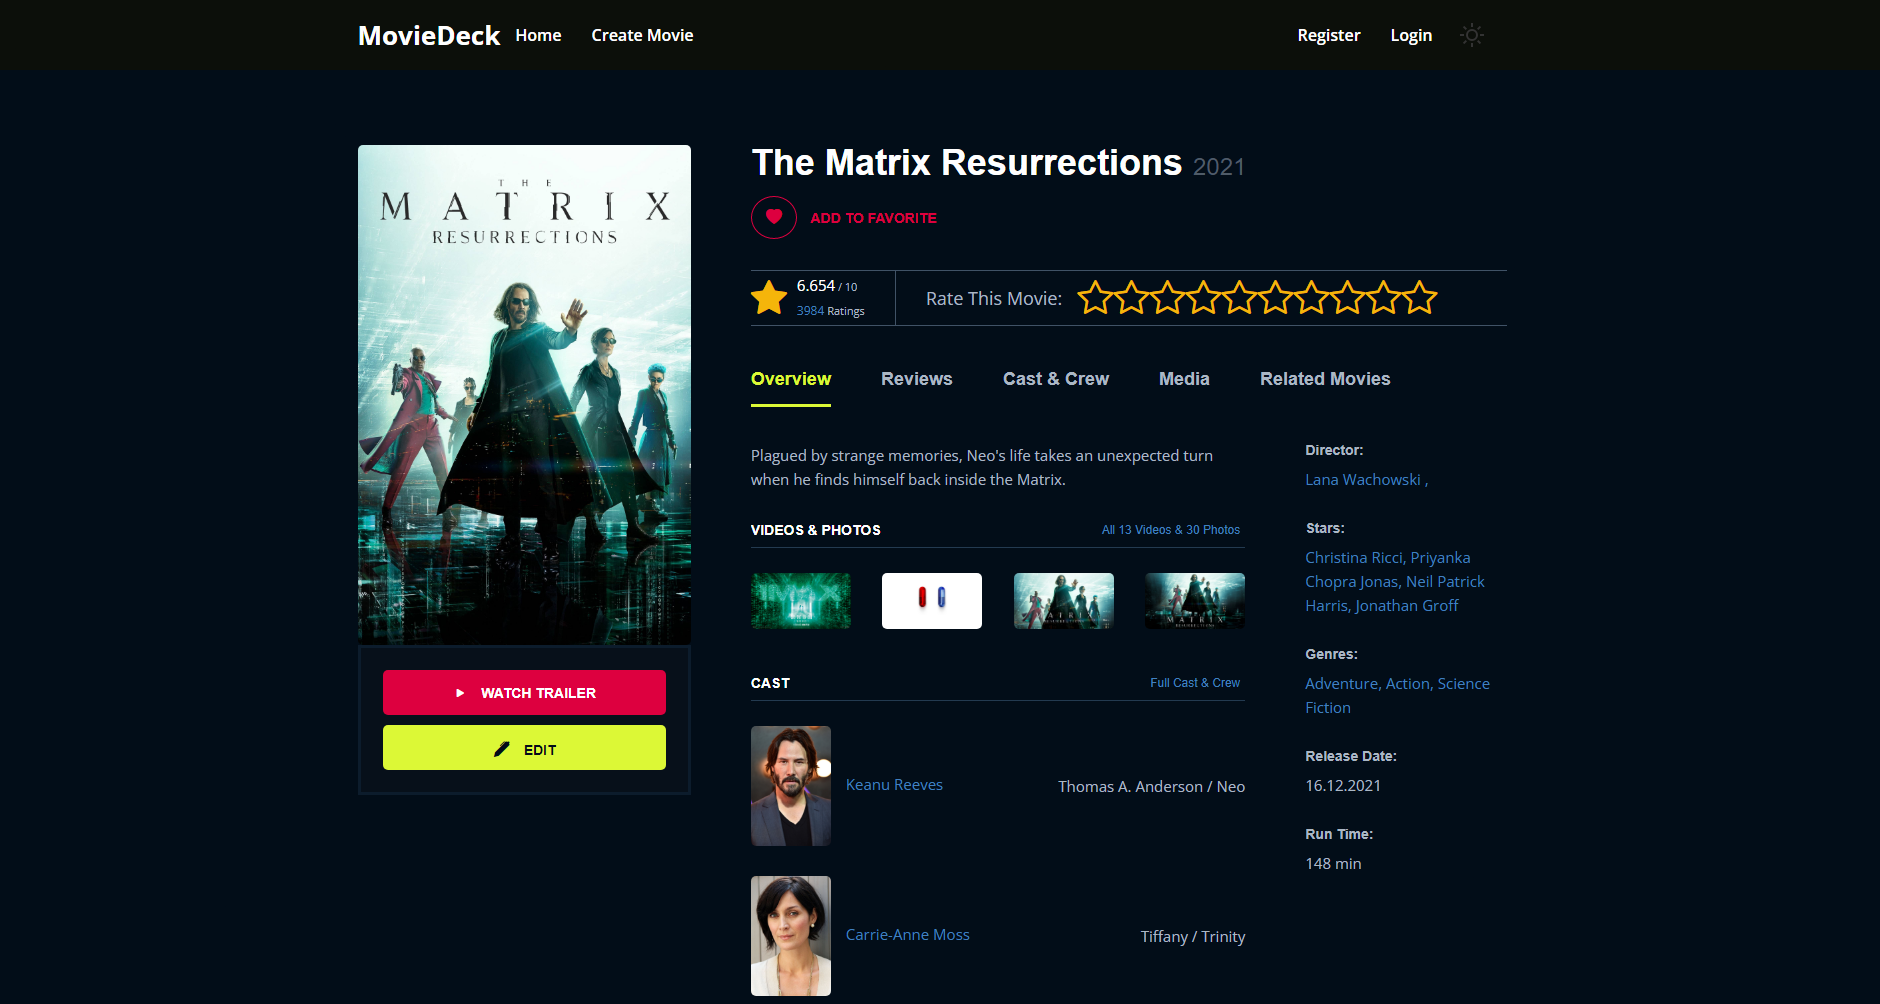 MovieDeck Home Create Movie Register Login
THE
MATRIX
RESURRECTIONS
WATCH TRAILER
EDIT
The Matrix Resurrections 2021
ADD TO FAVORITE
6.654 / 10
3984 Ratings
Rate This Movie:
Overview Reviews Cast & Crew Media Related Movies
Plagued by strange memories, Neo's life takes an unexpected turn
when he finds himself back inside the Matrix.
VIDEOS & PHOTOS All 13 Videos & 30 Photos
IMAX
MATRIX
RESURRECTIONS
MATRIX
RESURRECTIONS
CAST Full Cast & Crew
Keanu Reeves Thomas A. Anderson / Neo
Carrie-Anne Moss Tiffany / Trinity
Director:
Lana Wachowski ,
Stars:
Christina Ricci, Priyanka
Chopra Jonas, Neil Patrick
Harris, Jonathan Groff
Genres:
Adventure, Action, Science
Fiction
Release Date:
16.12.2021
Run Time:
148 min